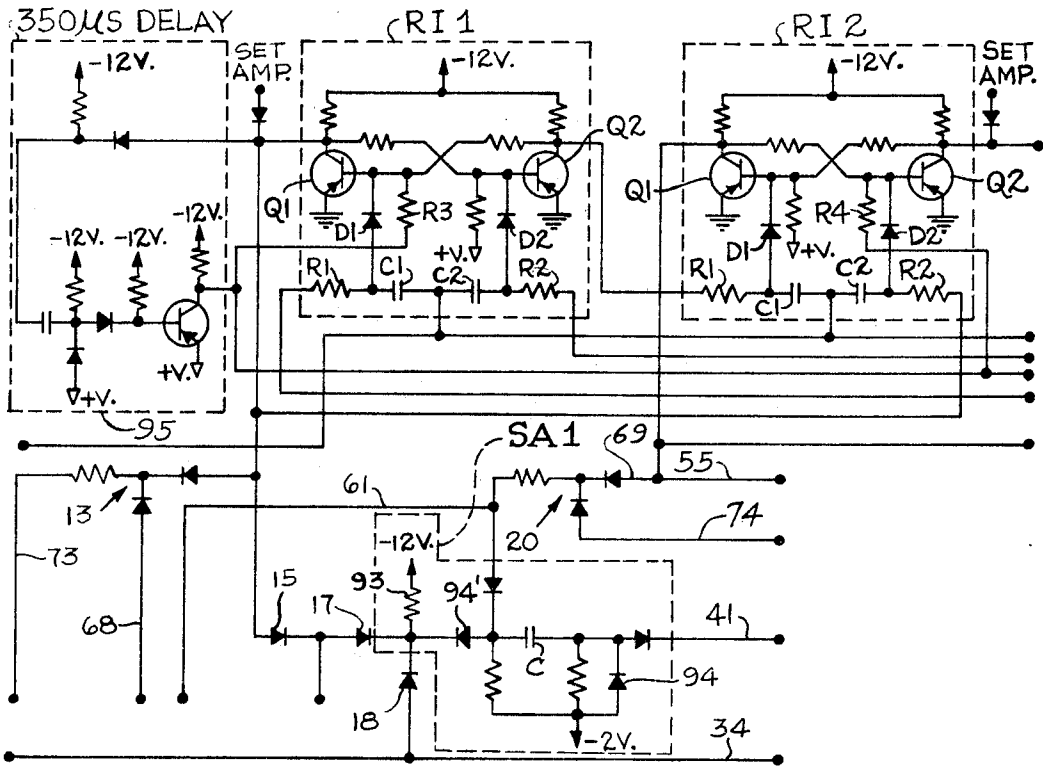 350µS DELAY
RI 1
RI 2
SET
AMP.
SET
AMP.
-12V.
-12V.
-12V.
Q1
Q2
Q1
Q2
-12V.
-12V.
-12V.
R3
R4
D1
+V.
D2
D1
+V.
D2
R1
C1
C2
R2
R1
C1
C2
R2
+V.
+V.
95
SA1
69
55
61
13
20
74
73
-12V.
93
94'
15
17
68
41
C
94
18
-2V.
34